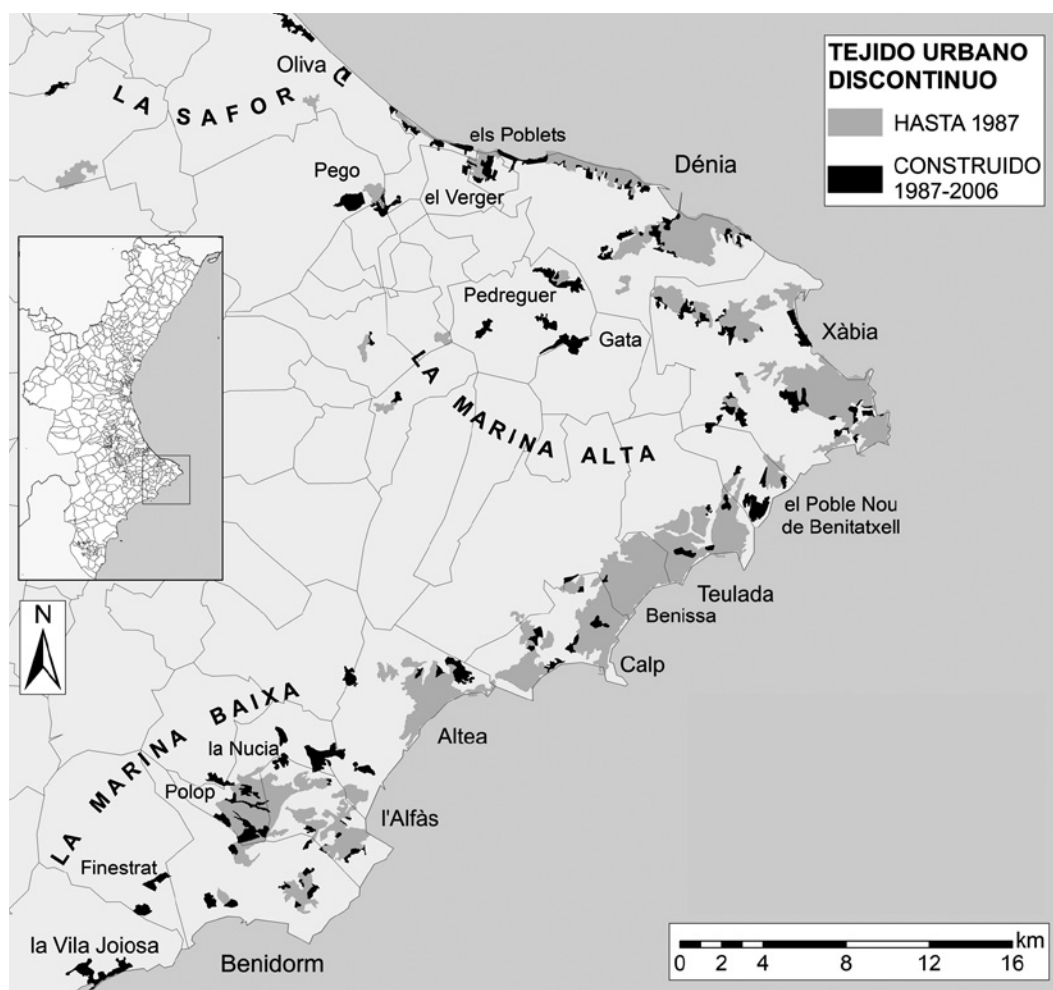 TEJIDO URBANO
DISCONTINUO
HASTA 1987
CONSTRUIDO
1987-2006
Oliva
LA SAFOR
els Poblets
Dénia
Pego
el Verger
Pedreguer
Gata
Xàbia
LA MARINA ALTA
el Poble Nou
de Benitatxell
Teulada
Benissa
Calp
N
LA MARINA BAIXA
Altea
la Nucia
Polop
l'Alfàs
Finestrat
la Vila Joiosa
Benidorm
km
0 2 4 8 12 16